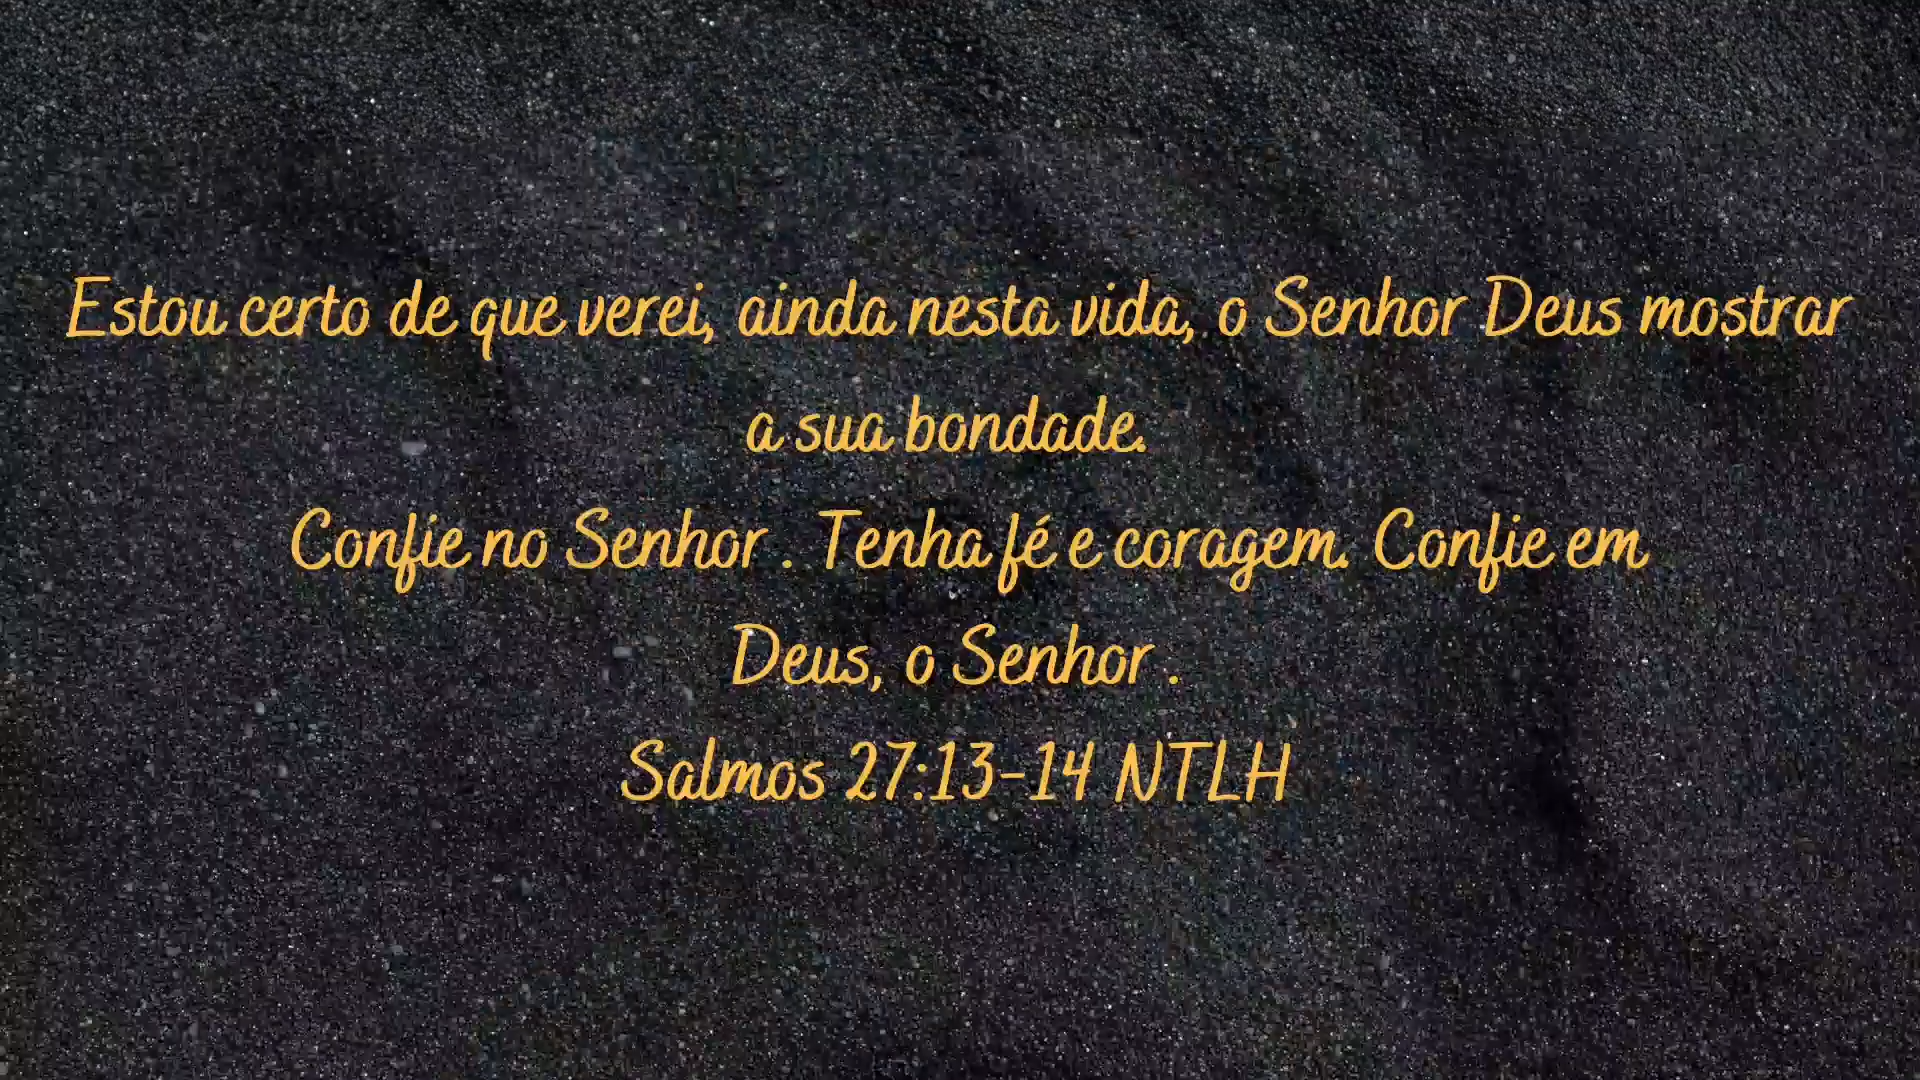 Estou certo de que verei, ainda nesta vida, o Senhor Deus mostrar
a sua bondade.
Confie no Senhor . Tenha fé e coragem. Confie em
Deus, o Senhor .
Salmos 27:13-14 NTLH